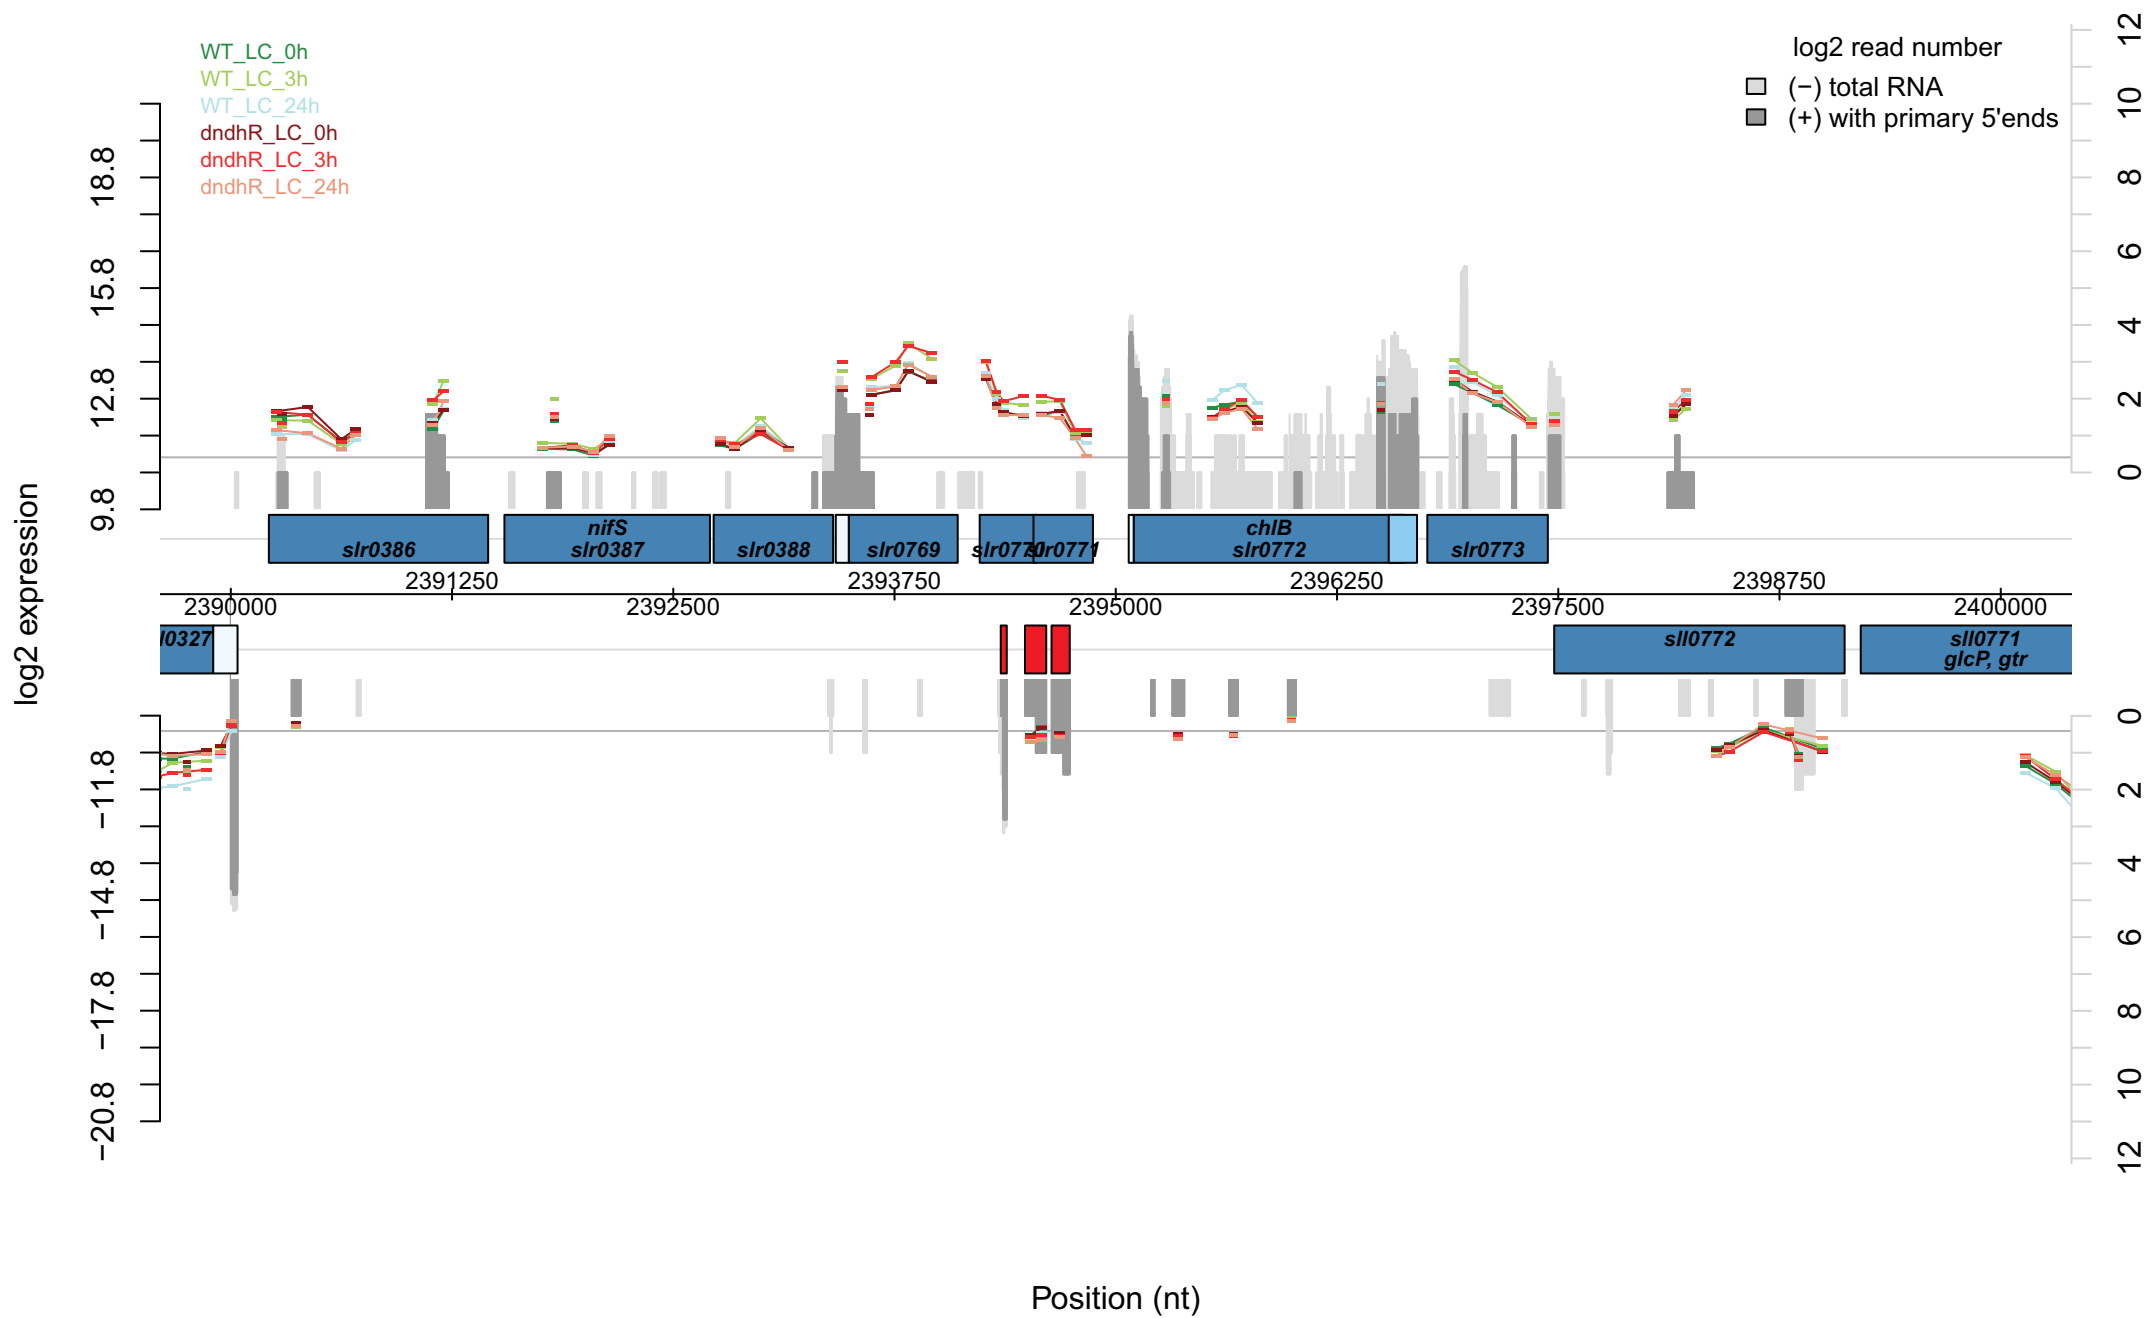 WT_LC_0h
WT_LC_3h
WT_LC_24h
dndhR_LC_0h
dndhR_LC_3h
dndhR_LC_24h
log2 read number
(−) total RNA
(+) with primary 5'ends
log2 expression
18.8
15.8
12.8
9.8
12
10
8
6
4
2
0
nifS
chlB
slr0386
slr0387
slr0388
slr0769
slr0770
slr0771
slr0772
slr0773
2391250
2393750
2396250
2398750
2390000
2392500
2395000
2397500
2400000
l0327
sll0772
sll0771
glcP, gtr
−11.8
−14.8
−17.8
−20.8
0
2
4
6
8
10
12
Position (nt)